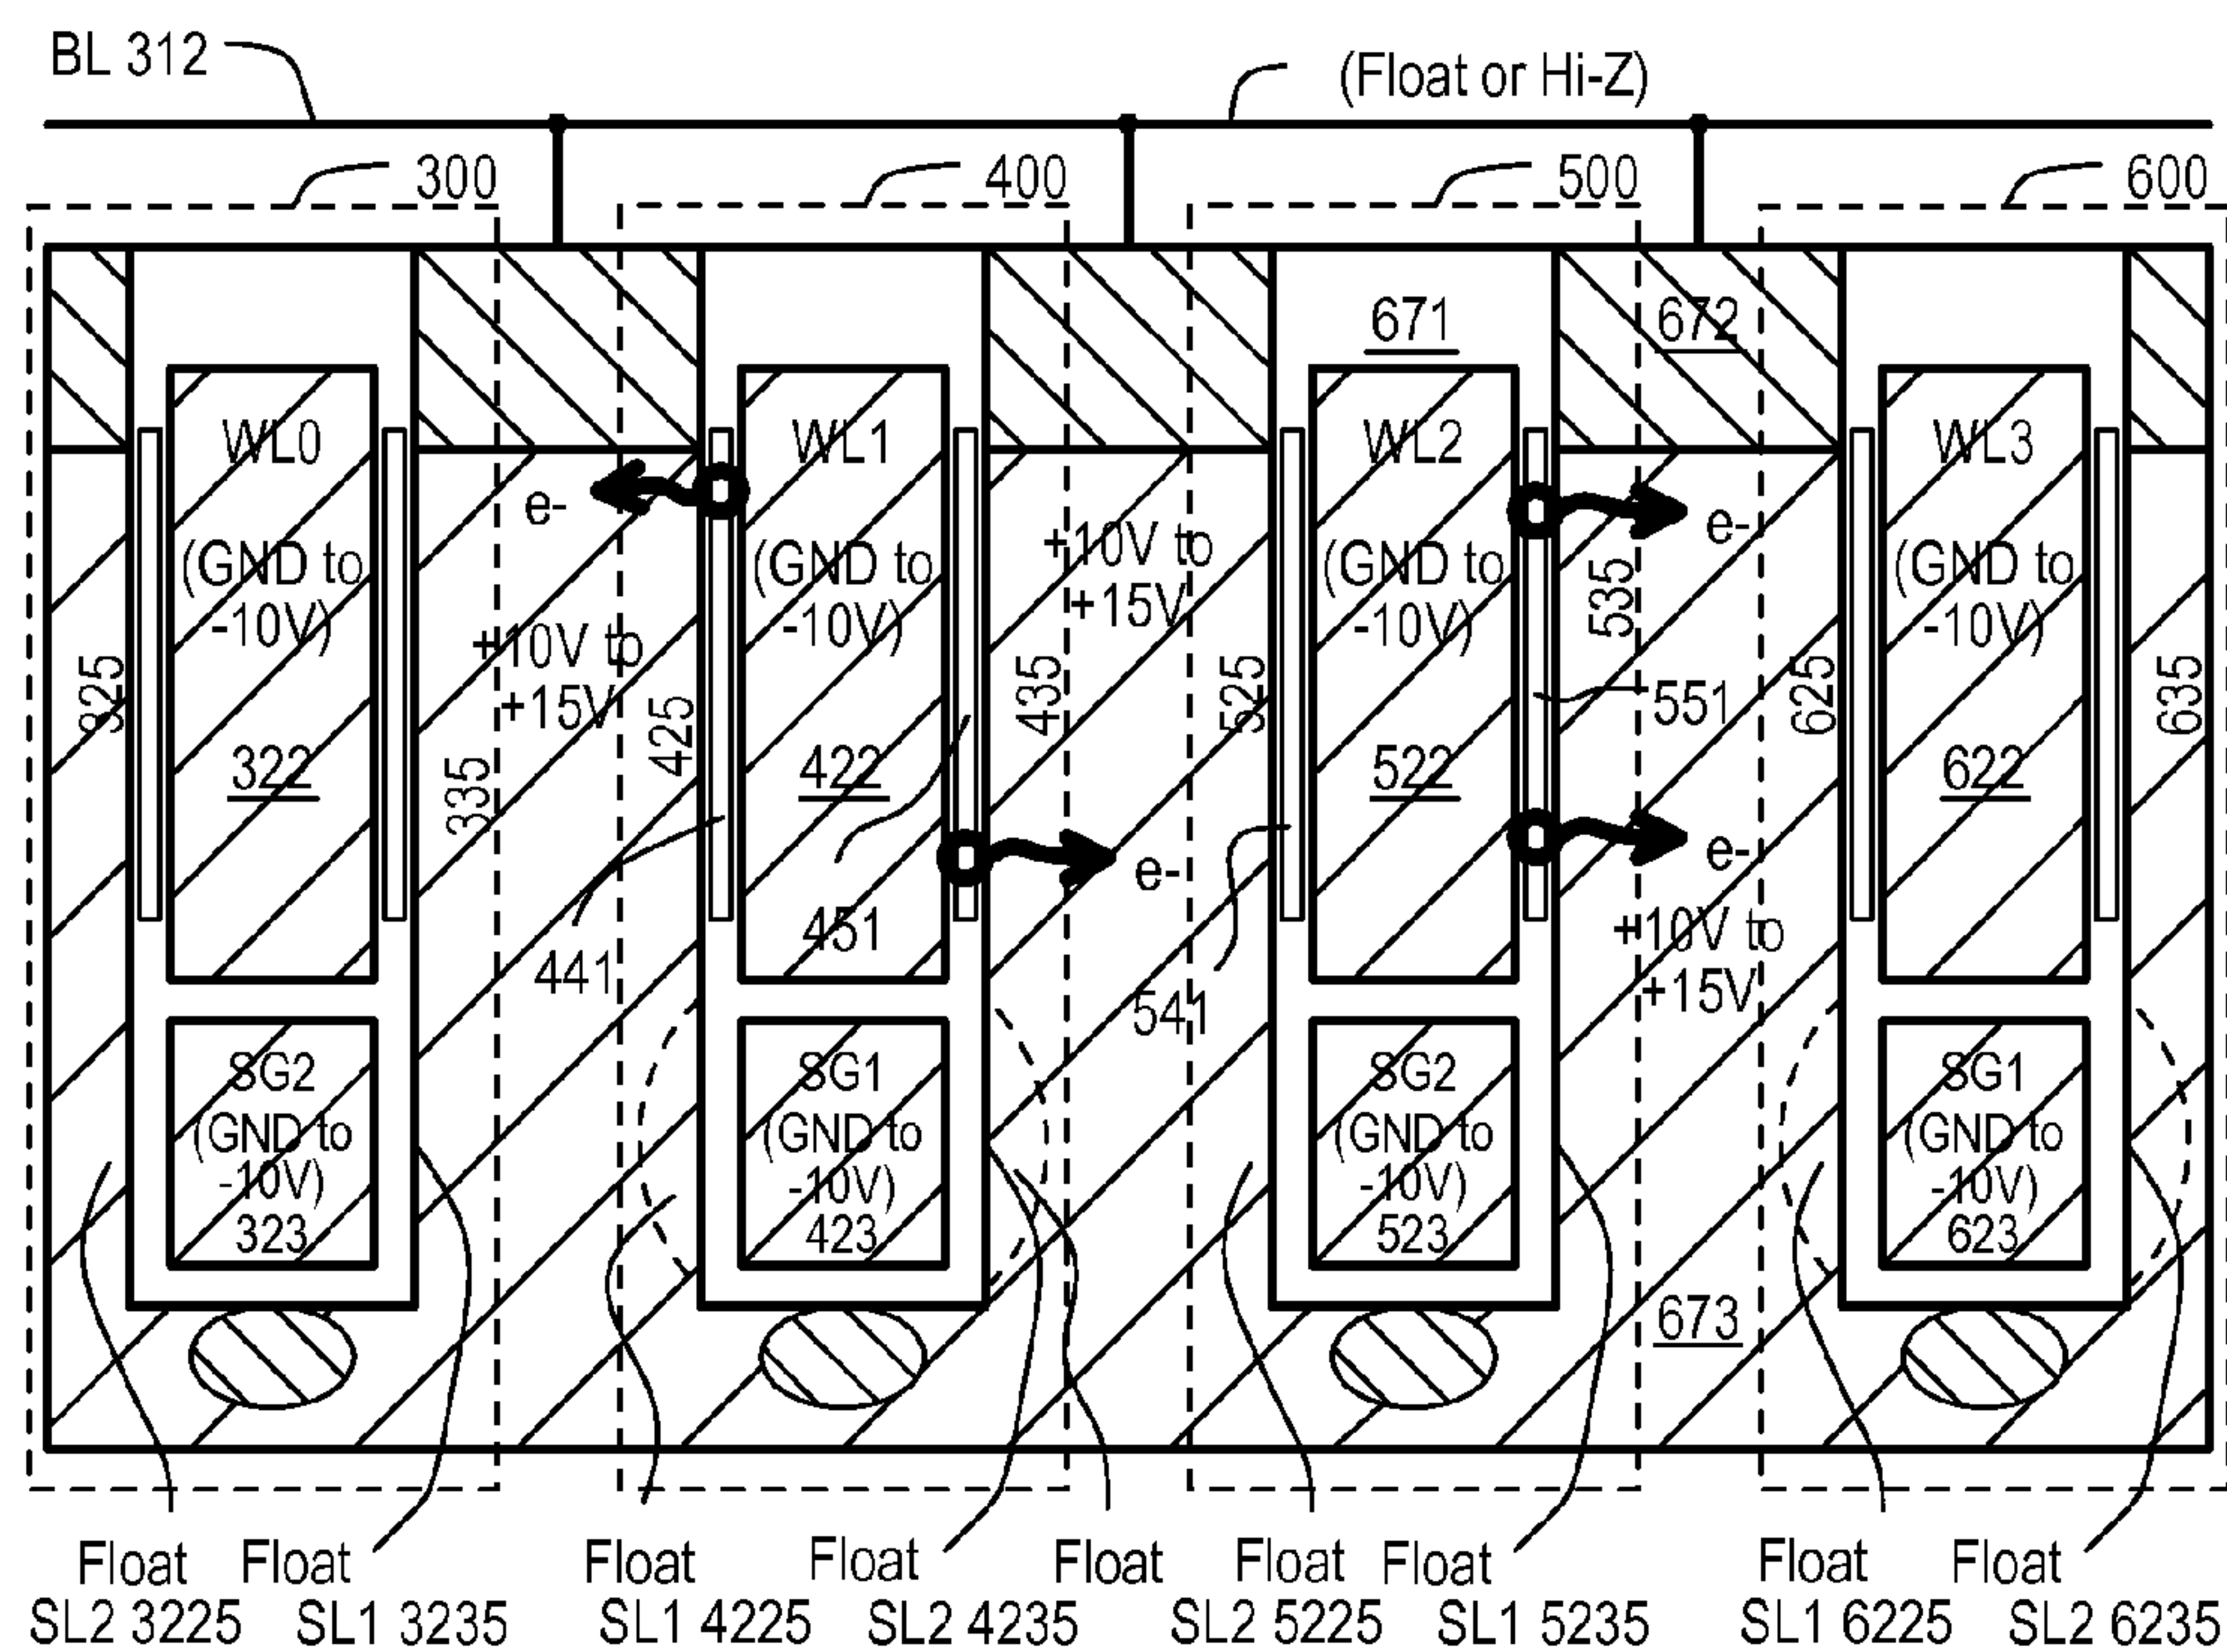 BL 312
(Float or Hi-Z)
300
400
500
600
671
672
WL0
(GND to
-10V)
322
WL1
(GND to
-10V)
422
451
WL2
(GND to
-10V)
522
WL3
(GND to
-10V)
622
e-
+10V to
+15V
e-
+10V to
+15V
e-
e-
+10V to
+15V
325
335
425
435
525
535
625
635
441
541
551
SG2
(GND to
-10V)
323
SG1
(GND to
-10V)
423
SG2
(GND to
-10V)
523
SG1
(GND to
-10V)
623
673
Float
SL2 3225
Float
SL1 3235
Float
SL1 4225
Float
SL2 4235
Float
Float
SL2 5225
Float
SL1 5235
Float
SL1 6225
Float
SL2 6235